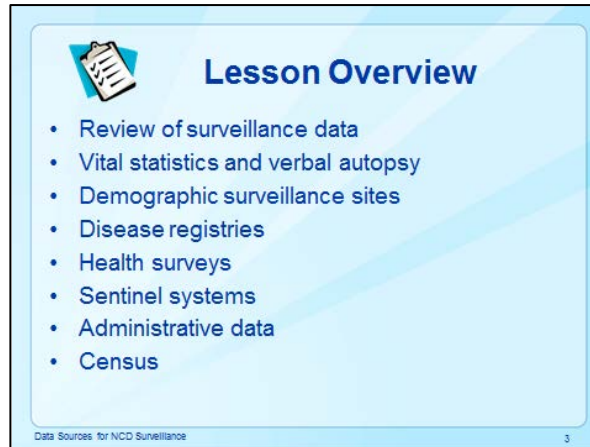 Lesson Overview
• Review of surveillance data
• Vital statistics and verbal autopsy
• Demographic surveillance sites
• Disease registries
• Health surveys
• Sentinel systems
• Administrative data
• Census
Data Sources for NCD Surveillance
3